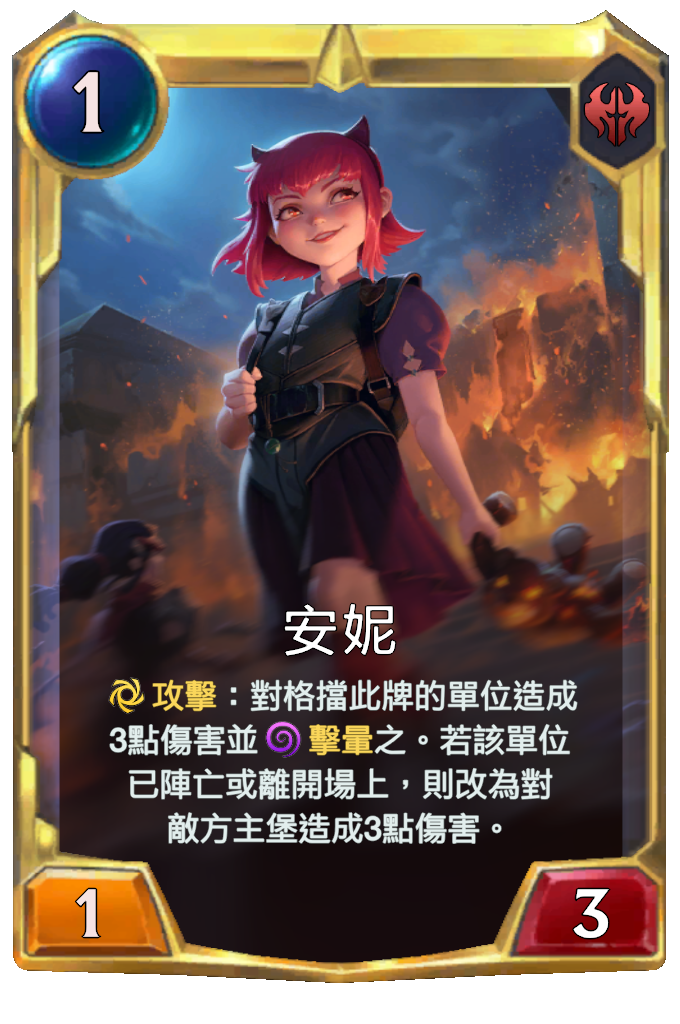 1
安妮
攻擊：對格擋此牌的單位造成
3點傷害並 擊暈之。若該單位
已陣亡或離開場上，則改為對
敵方主堡造成3點傷害。
1
3